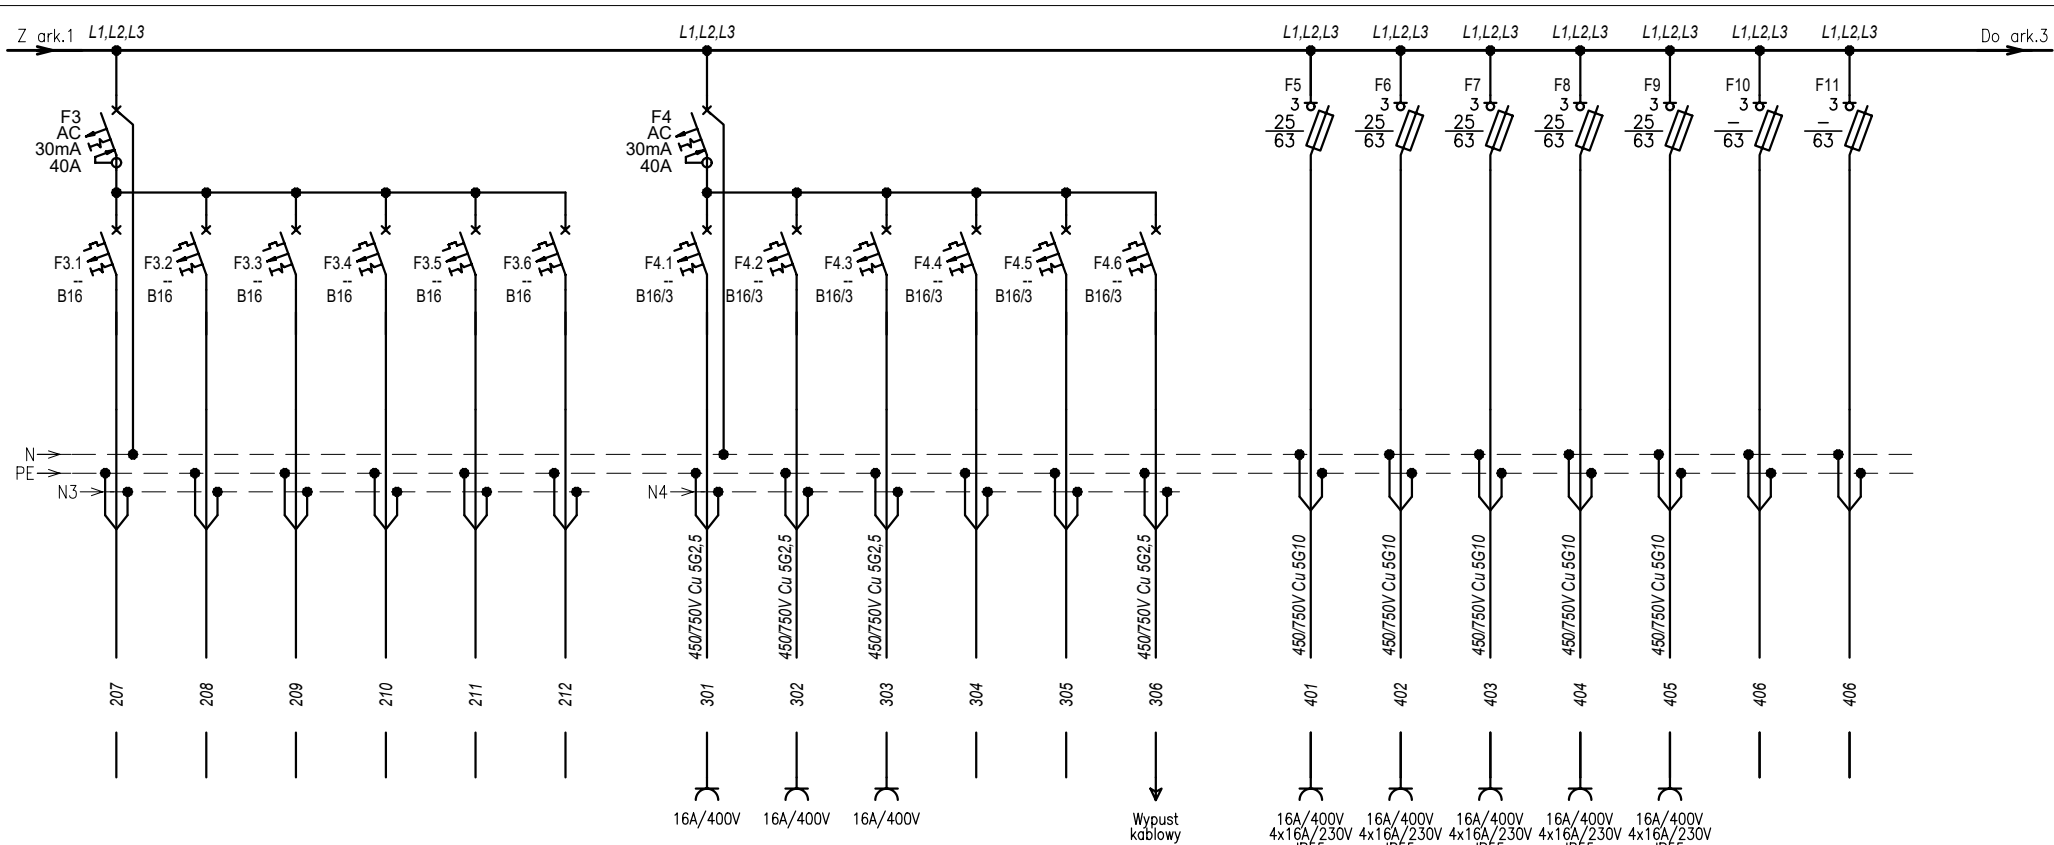 Z ark.1 L1,L2,L3 L1,L2,L3 L1,L2,L3 L1,L2,L3 L1,L2,L3 L1,L2,L3 L1,L2,L3 L1,L2,L3 L1,L2,L3 Do ark.3
F3
AC
30mA
40A
F4
AC
30mA
40A
F5
3
25
63
F6
3
25
63
F7
3
25
63
F8
3
25
63
F9
3
25
63
F10
3
–
63
F11
3
–
63
F3.1
--
B16
F3.2
--
B16
F3.3
--
B16
F3.4
--
B16
F3.5
--
B16
F3.6
--
B16
F4.1
--
B16/3
F4.2
--
B16/3
F4.3
--
B16/3
F4.4
--
B16/3
F4.5
--
B16/3
F4.6
--
B16/3
N
PE
N3
N4
450/750V Cu 5G2,5
450/750V Cu 5G2,5
450/750V Cu 5G2,5
450/750V Cu 5G2,5
450/750V Cu 5G10
450/750V Cu 5G10
450/750V Cu 5G10
450/750V Cu 5G10
450/750V Cu 5G10
207 208 209 210 211 212 301 302 303 304 305 306 401 402 403 404 405 406 406
16A/400V
16A/400V
16A/400V
Wypust
kablowy
16A/400V
4x16A/230V
16A/400V
4x16A/230V
16A/400V
4x16A/230V
16A/400V
4x16A/230V
16A/400V
4x16A/230V